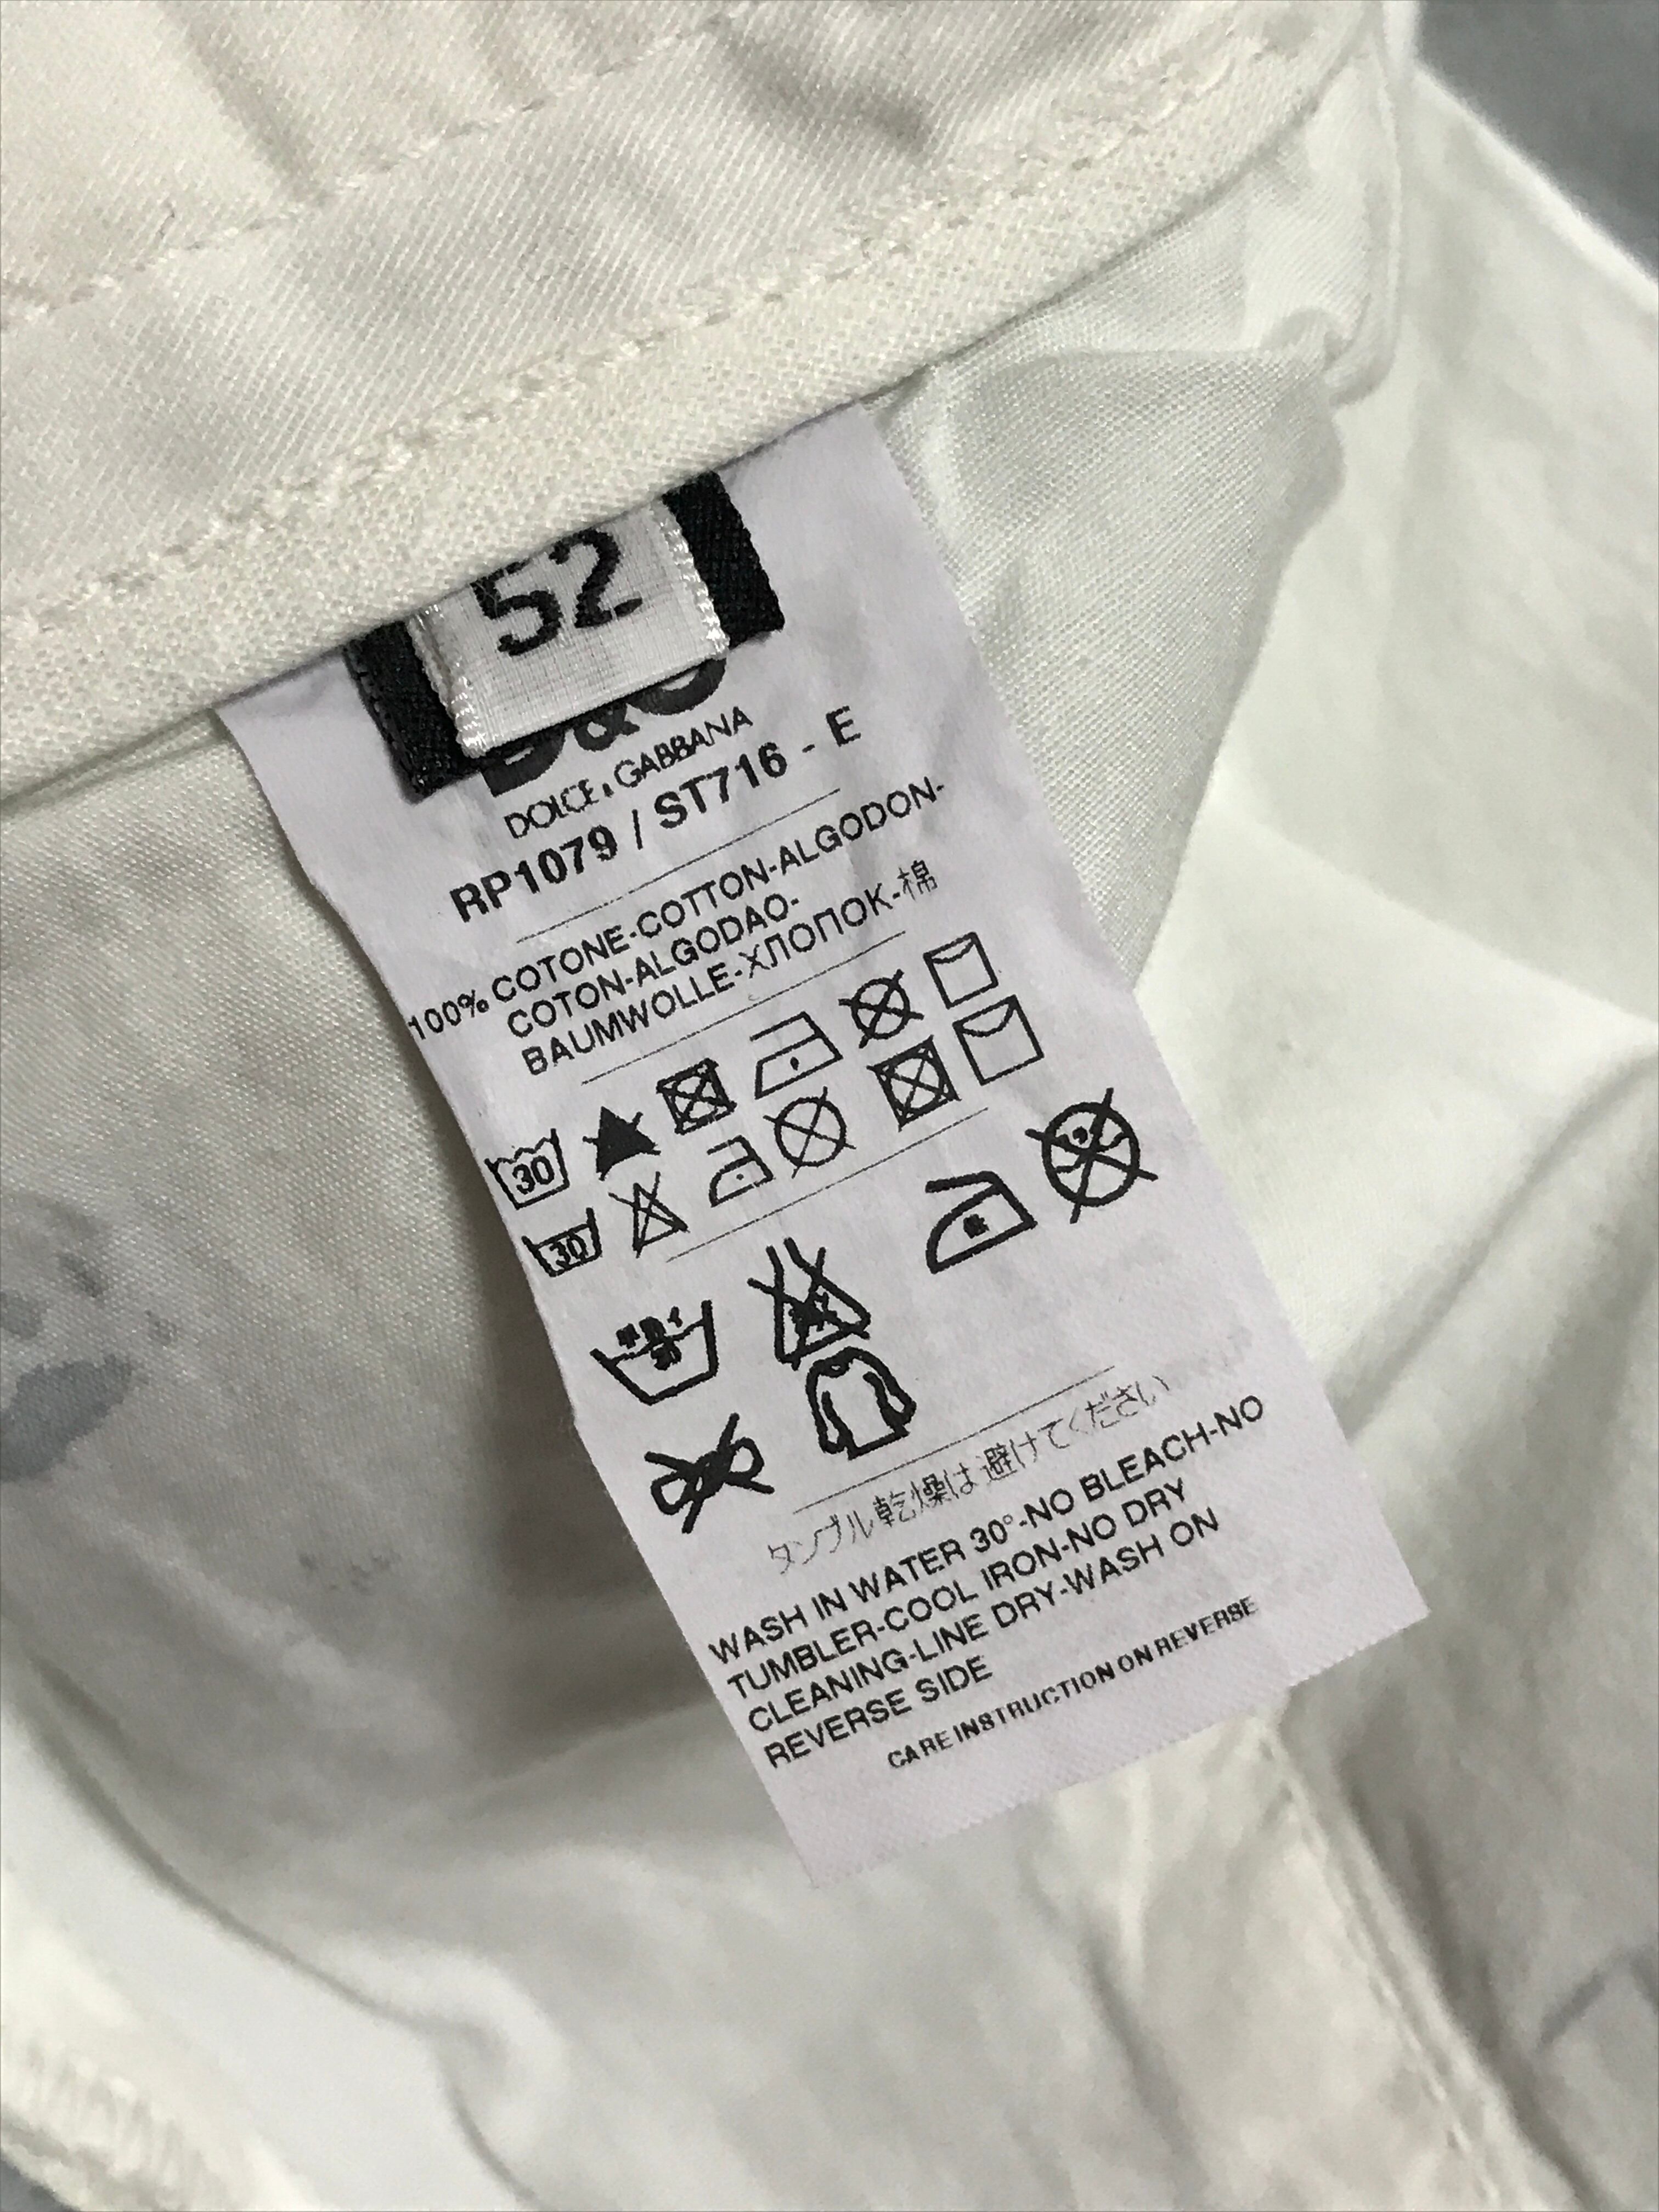 52
D&G
DOLCE & GABBANA
RP1079 / ST716 - E
100% COTONE-COTTON-ALGODON-
COTON-ALGODAO-
BAUMWOLLE-ХЛОПОК-棉
30
30
30
タンブル乾燥は避けてください
WASH IN WATER 30°-NO BLEACH-NO
TUMBLER-COOL IRON-NO DRY
CLEANING-LINE DRY-WASH ON
REVERSE SIDE
CARE INSTRUCTION ON REVERSE